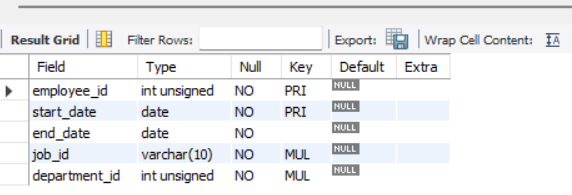 Result Grid Filter Rows: Export: Wrap Cell Content: IA
Field Type Null Key Default Extra
employee_id int unsigned NO PRI NULL
start_date date NO PRI NULL
end_date date NO NULL
job_id varchar(10) NO MUL NULL
department_id int unsigned NO MUL NULL